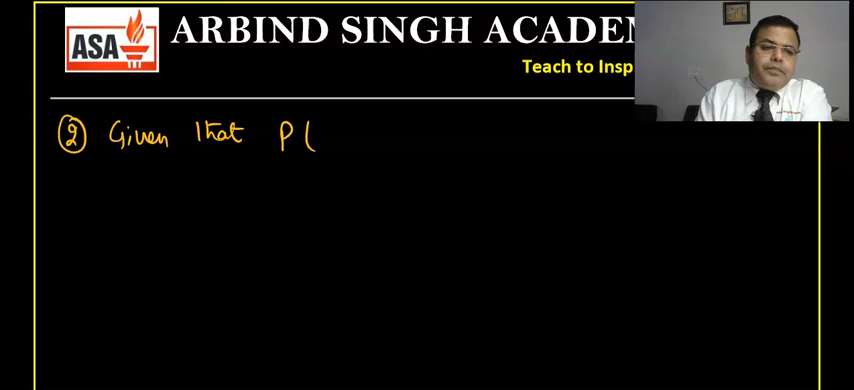 ASA
ARBIND SINGH ACADEM
Teach to Insp
② Given that P(